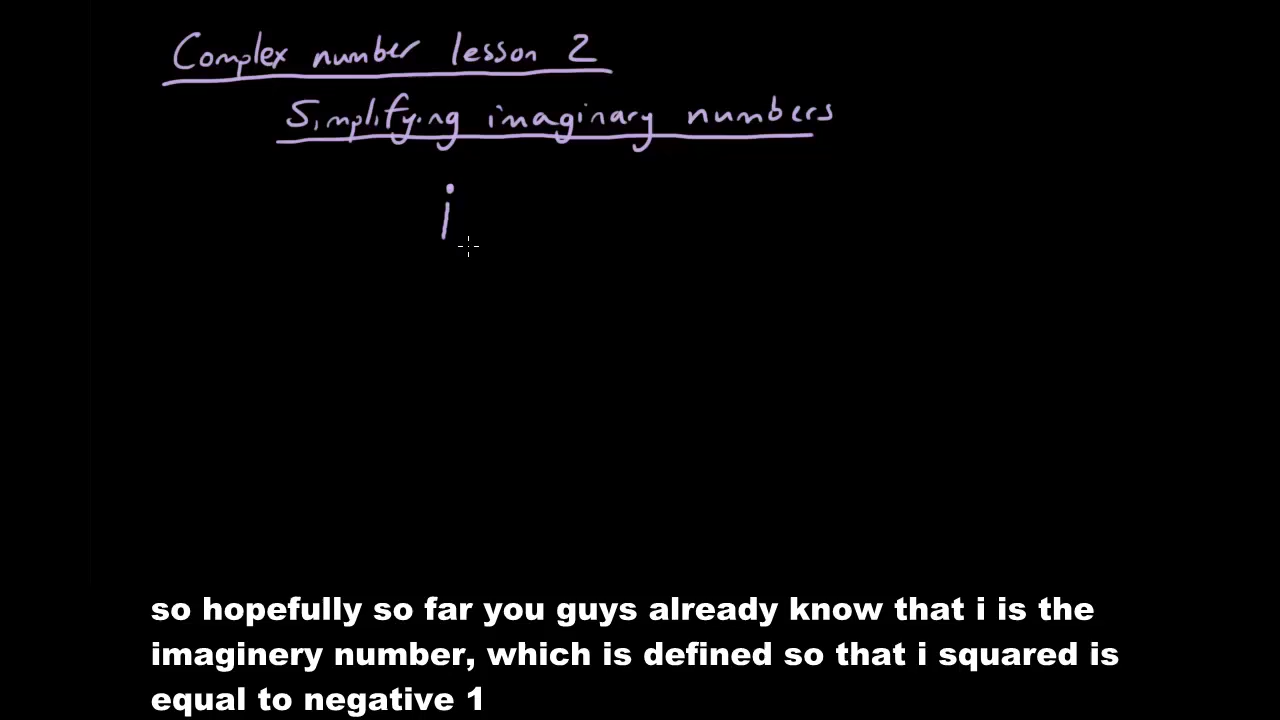 Complex number lesson 2
Simplifying imaginary numbers
i
so hopefully so far you guys already know that i is the
imaginery number, which is defined so that i squared is
equal to negative 1